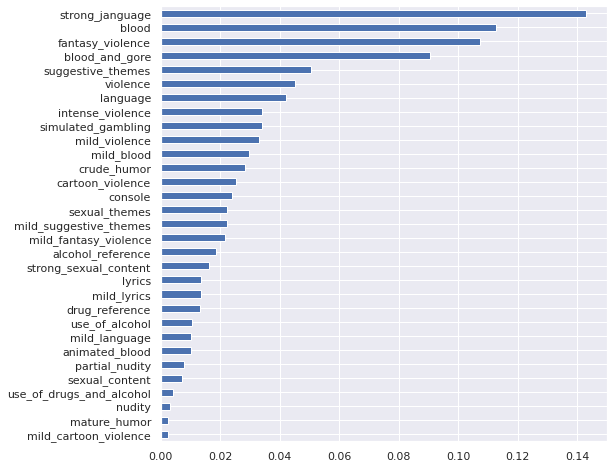 strong_janguage
blood
fantasy_violence
blood_and_gore
suggestive_themes
violence
language
intense_violence
simulated_gambling
mild_violence
mild_blood
crude_humor
cartoon_violence
console
sexual_themes
mild_suggestive_themes
mild_fantasy_violence
alcohol_reference
strong_sexual_content
lyrics
mild_lyrics
drug_reference
use_of_alcohol
mild_language
animated_blood
partial_nudity
sexual_content
use_of_drugs_and_alcohol
nudity
mature_humor
mild_cartoon_violence
0.00 0.02 0.04 0.06 0.08 0.10 0.12 0.14